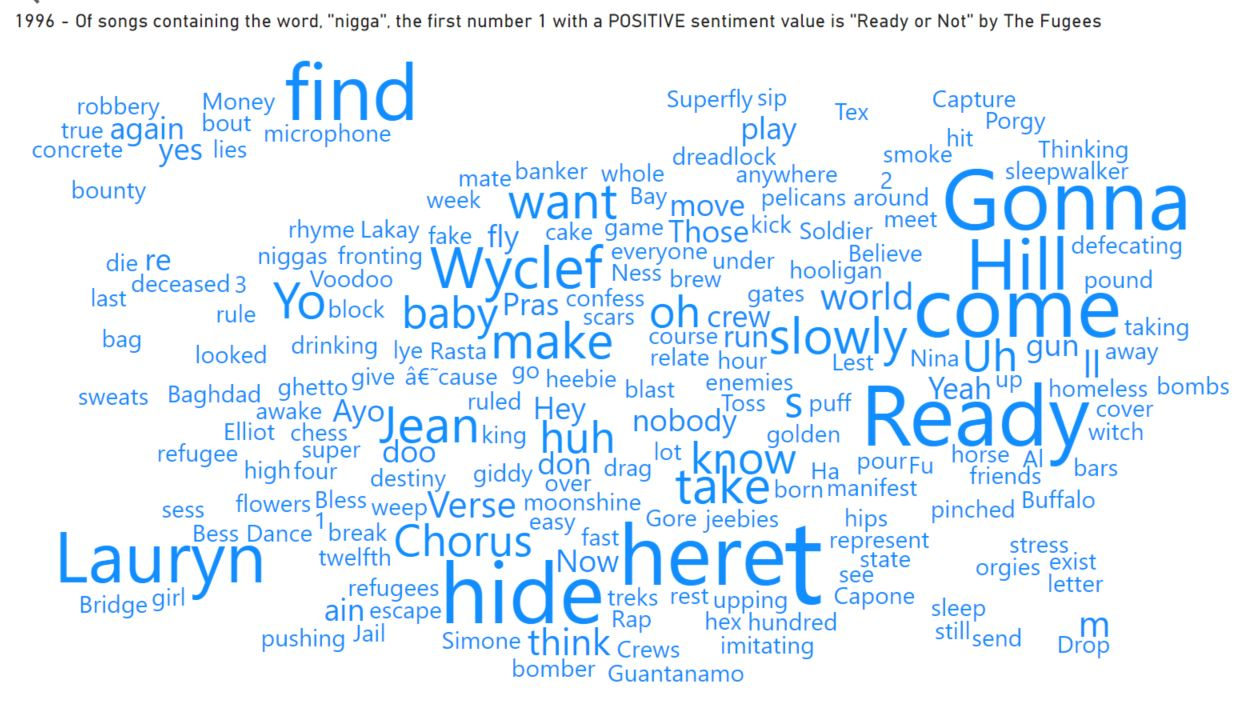 1996 - Of songs containing the word, "nigga", the first number 1 with a POSITIVE sentiment value is "Ready or Not" by The Fugees
find
robbery Money Superfly sip Tex Capture
true again bout microphone play Porgy
concrete yes lies dreadlock smoke hit Thinking
bounty mate banker whole anywhere 2 sleepwalker
week want Bay move pelicans around Gonna
rhyme Lakay fake fly cake game Those kick Soldier meet
die re niggas fronting Wyclef everyone under Believe Hill defecating
deceased 3 Voodoo Ness brew hooligan pound
last rule Yo block baby Pras confess oh crew gates world come
bag scars course run slowly taking
looked drinking lye Rasta make relate hour Lest Nina Uh gun ll away
sweats Baghdad ghetto give â€˜cause go heebie blast enemies Yeah up homeless bombs
awake Ayo ruled Hey Toss s puff Ready cover
Elliot chess Jean king huh nobody golden witch
refugee super doo lot know horse Al
high four destiny giddy don drag Ha pour Fu friends bars
over take born manifest
sess flowers Bless weep Verse moonshine pinched Buffalo
Bess Dance 1 break Chorus easy fast Gore jeebies hips
Lauryn twelfth Now heret represent stress
state orgies exist
refugees hide see letter
Bridge girl ain escape treks rest upping Capone sleep
pushing Jail Rap hex hundred still send m
Simone think Crews imitating Drop
bomber Guantanamo